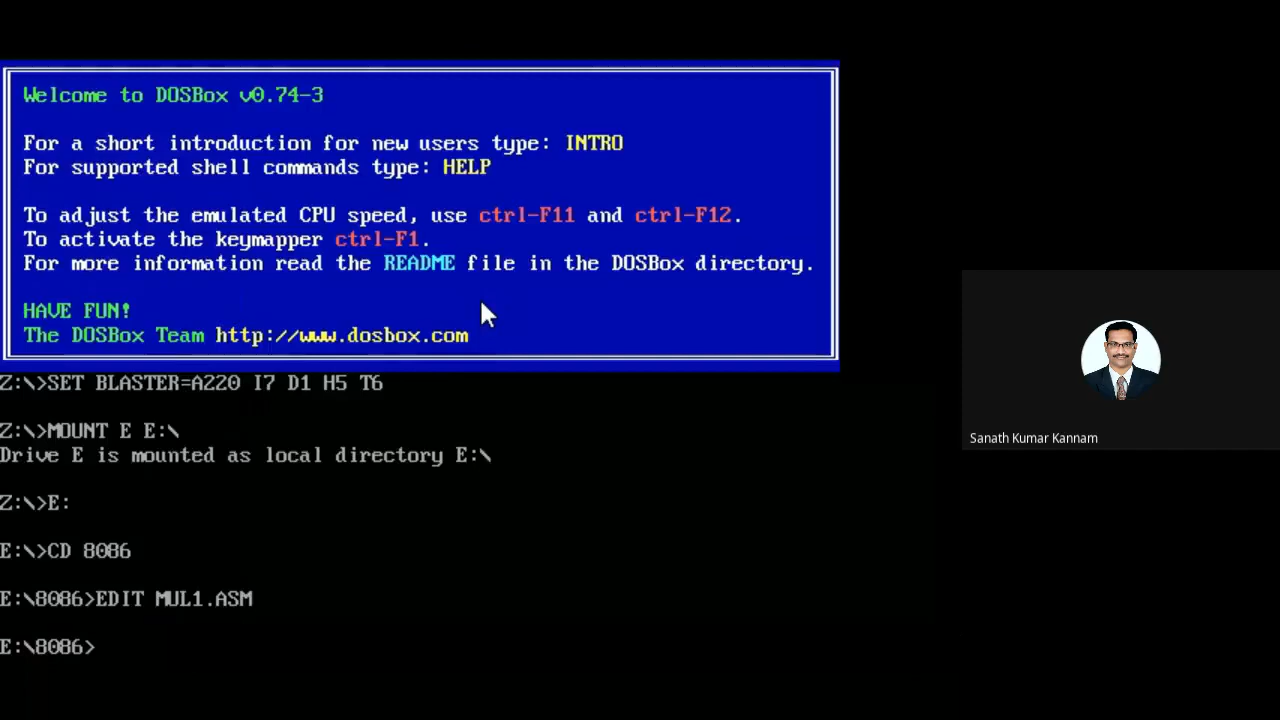 Welcome to DOSBox v0.74-3
For a short introduction for new users type: INTRO
For supported shell commands type: HELP
To adjust the emulated CPU speed, use ctrl-F11 and ctrl-F12.
To activate the keymapper ctrl-F1.
For more information read the README file in the DOSBox directory.
HAVE FUN!
The DOSBox Team http://www.dosbox.com
Z:\>SET BLASTER=A220 I7 D1 H5 T6
Z:\>MOUNT E E:\
Drive E is mounted as local directory E:\
Z:\>E:
E:\>CD 8086
E:\8086>EDIT MUL1.ASM
E:\8086>
Sanath Kumar Kannam